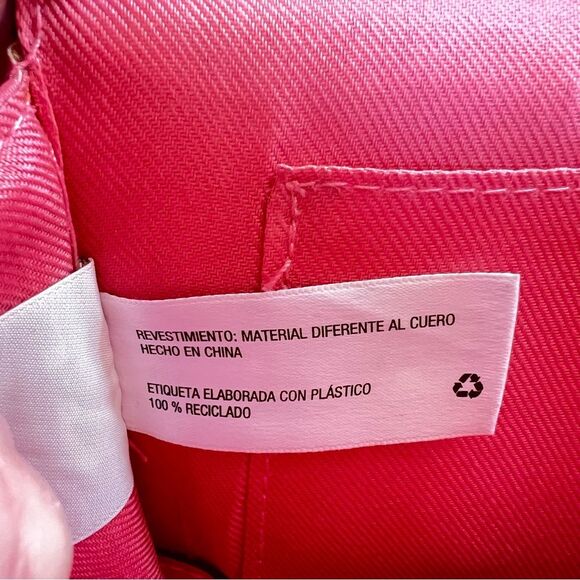 REVESTIMIENTO: MATERIAL DIFERENTE AL CUERO
HECHO EN CHINA
ETIQUETA ELABORADA CON PLÁSTICO
100 % RECICLADO